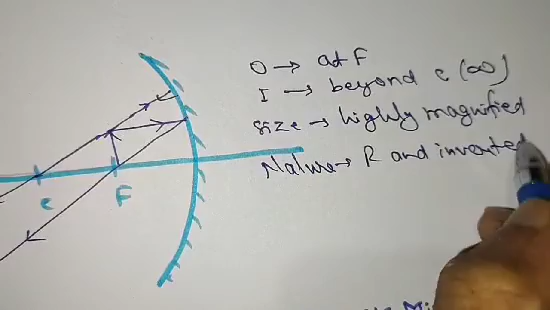 O → at F
I → beyond c (∞)
size → highly magnified
Nature → R and inverted
C
F